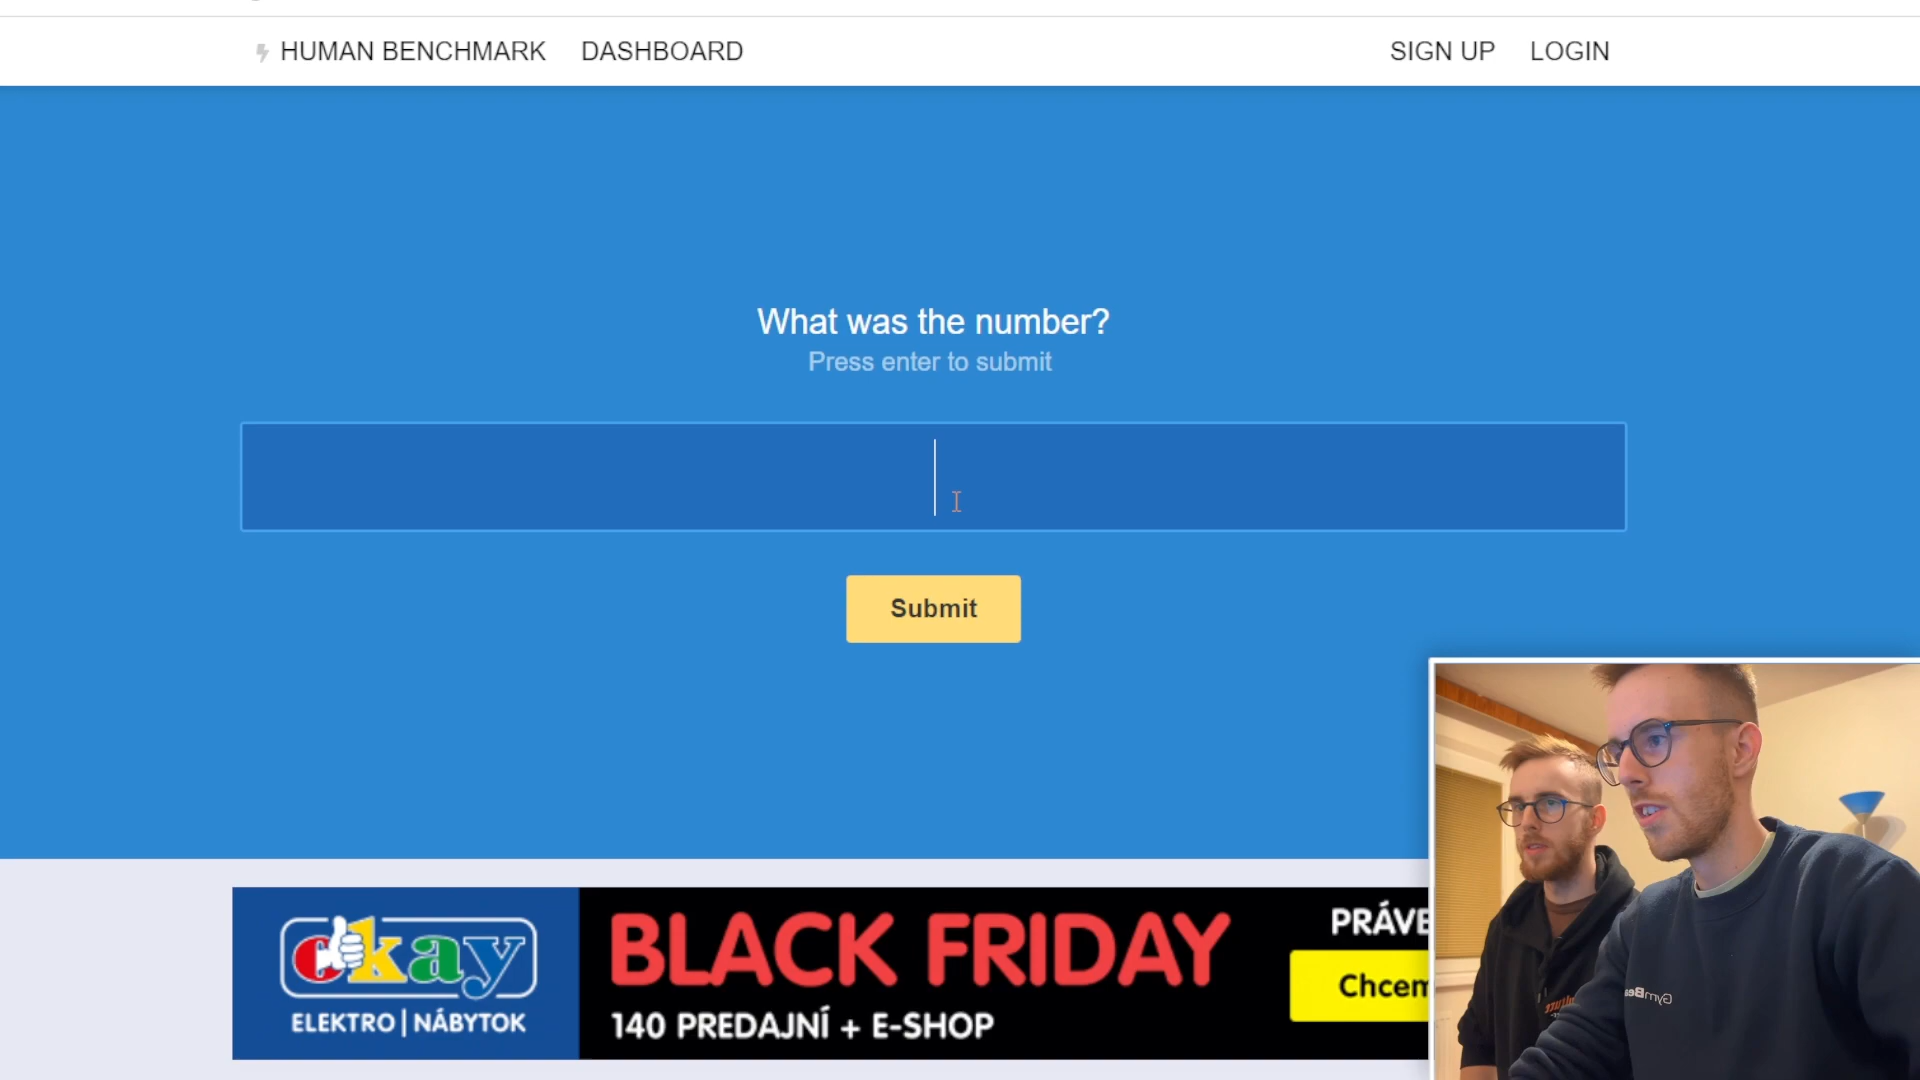 HUMAN BENCHMARK DASHBOARD SIGN UP LOGIN
What was the number?
Press enter to submit
Submit
okay
ELEKTRO | NÁBYTOK
BLACK FRIDAY
140 PREDAJNÍ + E-SHOP
PRÁVE
Chcem